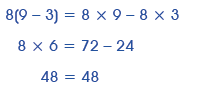 8(9 – 3) = 8 × 9 – 8 × 3
8 × 6 = 72 – 24
48 = 48